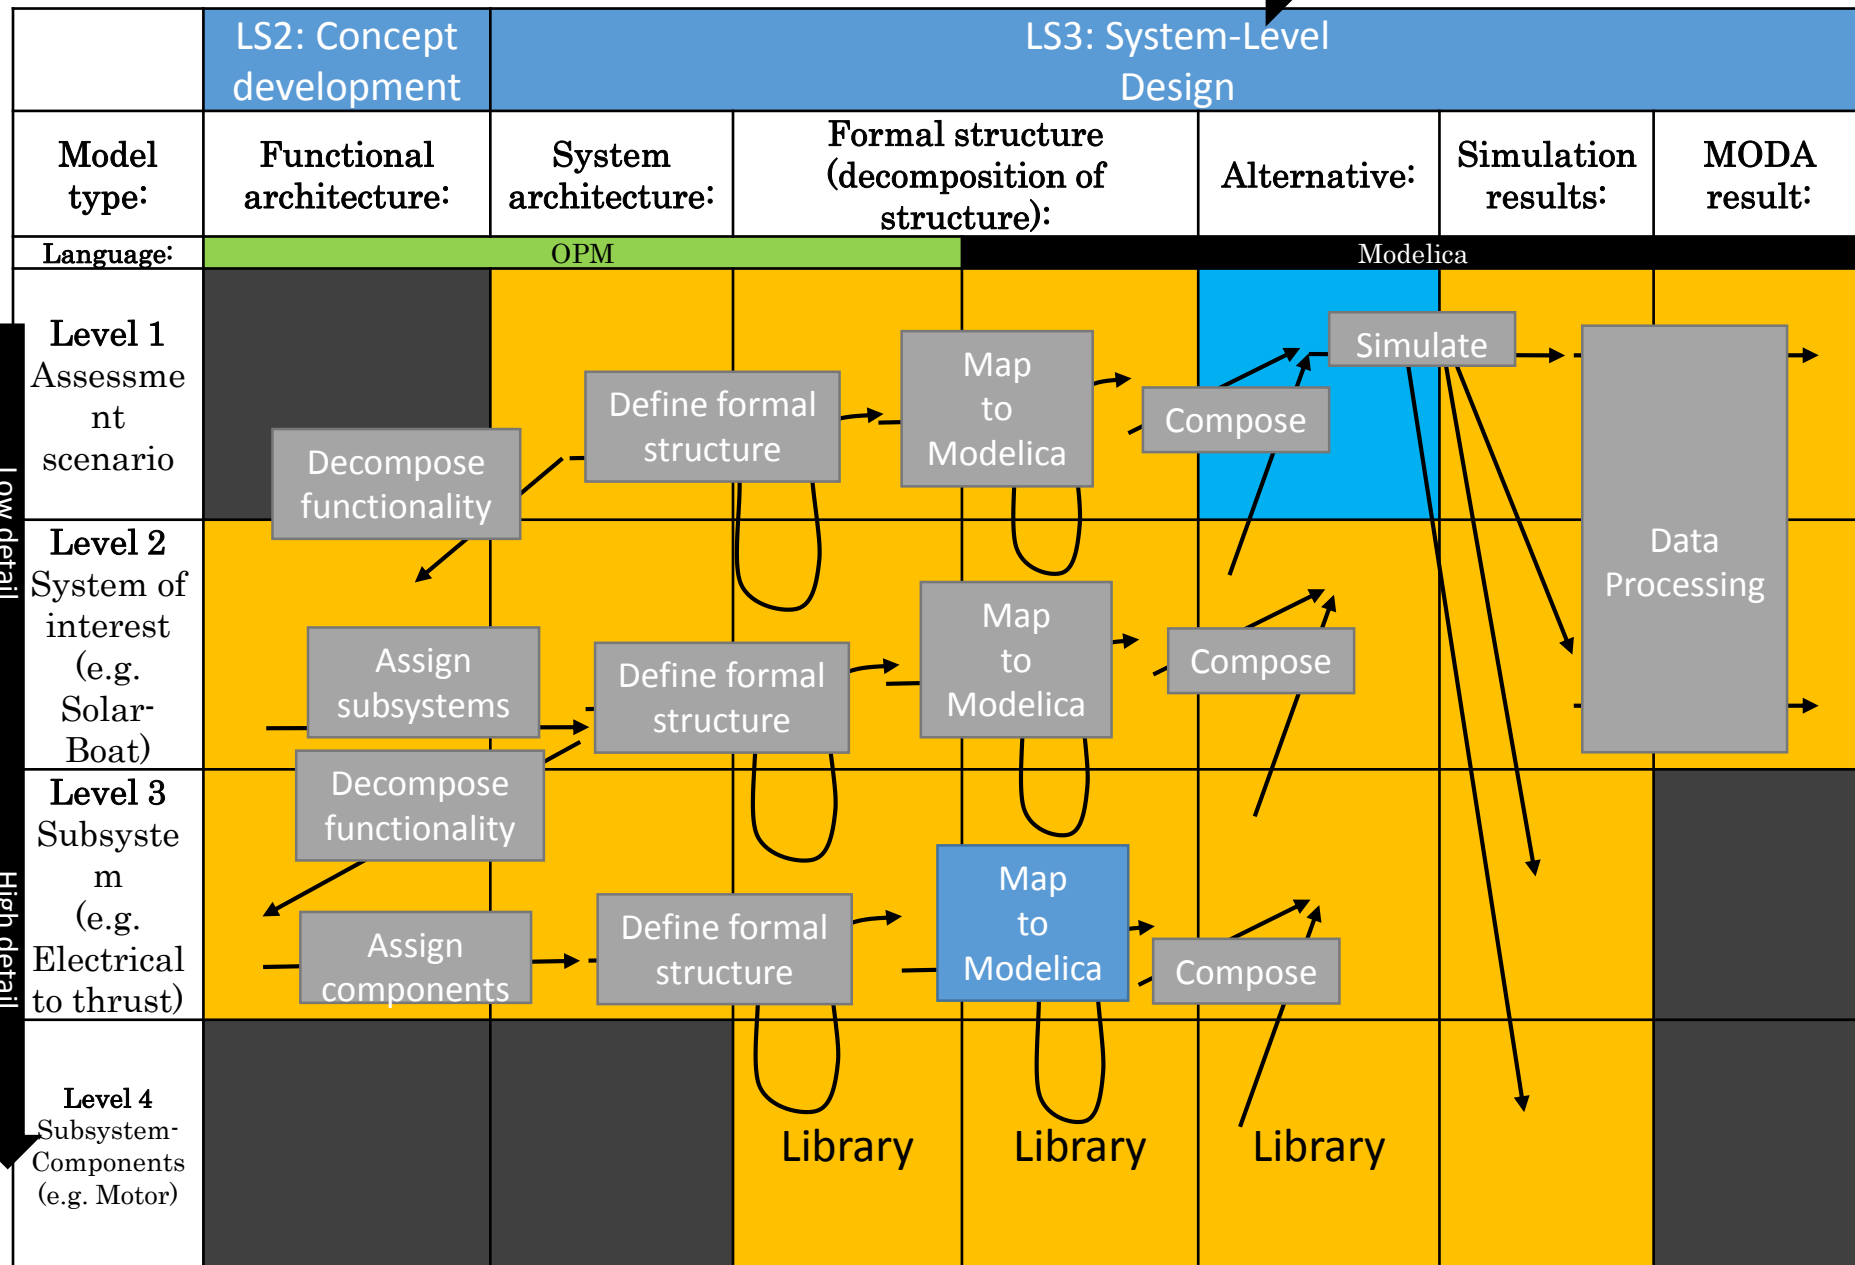 LS2: Concept
development
LS3: System-Level
Design
Model
type:
Functional
architecture:
System
architecture:
Formal structure
(decomposition of
structure):
Alternative:
Simulation
results:
MODA
result:
Language:
OPM
Modelica
Low detail
High detail
Level 1
Assessme
nt
scenario
Decompose
functionality
Define formal
structure
Map
to
Modelica
Compose
Simulate
Data
Processing
Level 2
System of
interest
(e.g.
Solar-
Boat)
Assign
subsystems
Define formal
structure
Map
to
Modelica
Compose
Decompose
functionality
Level 3
Subsyste
m
(e.g.
Electrical
to thrust)
Assign
components
Define formal
structure
Map
to
Modelica
Compose
Level 4
Subsystem-
Components
(e.g. Motor)
Library
Library
Library